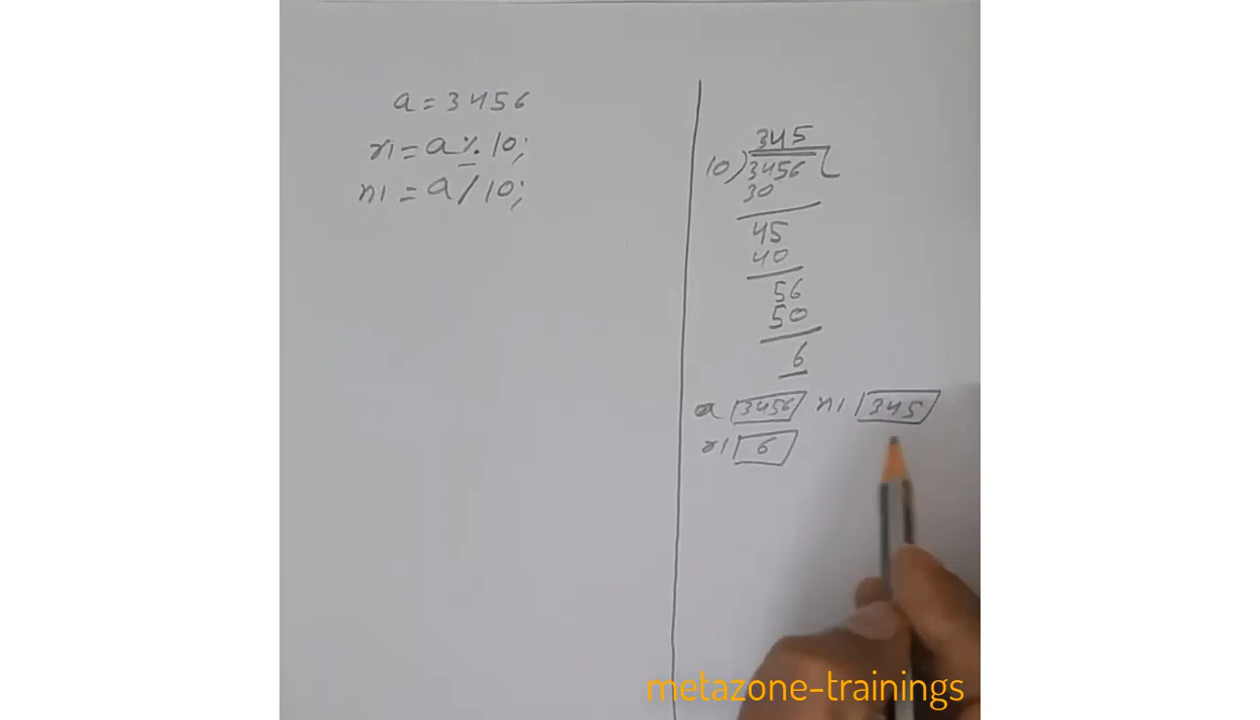 a = 3456
r1 = a % 10;
n1 = a / 10;
345
10) 3456 (
30
45
40
56
50
6
a 3456 n1 345
r1 6
metazone-trainings